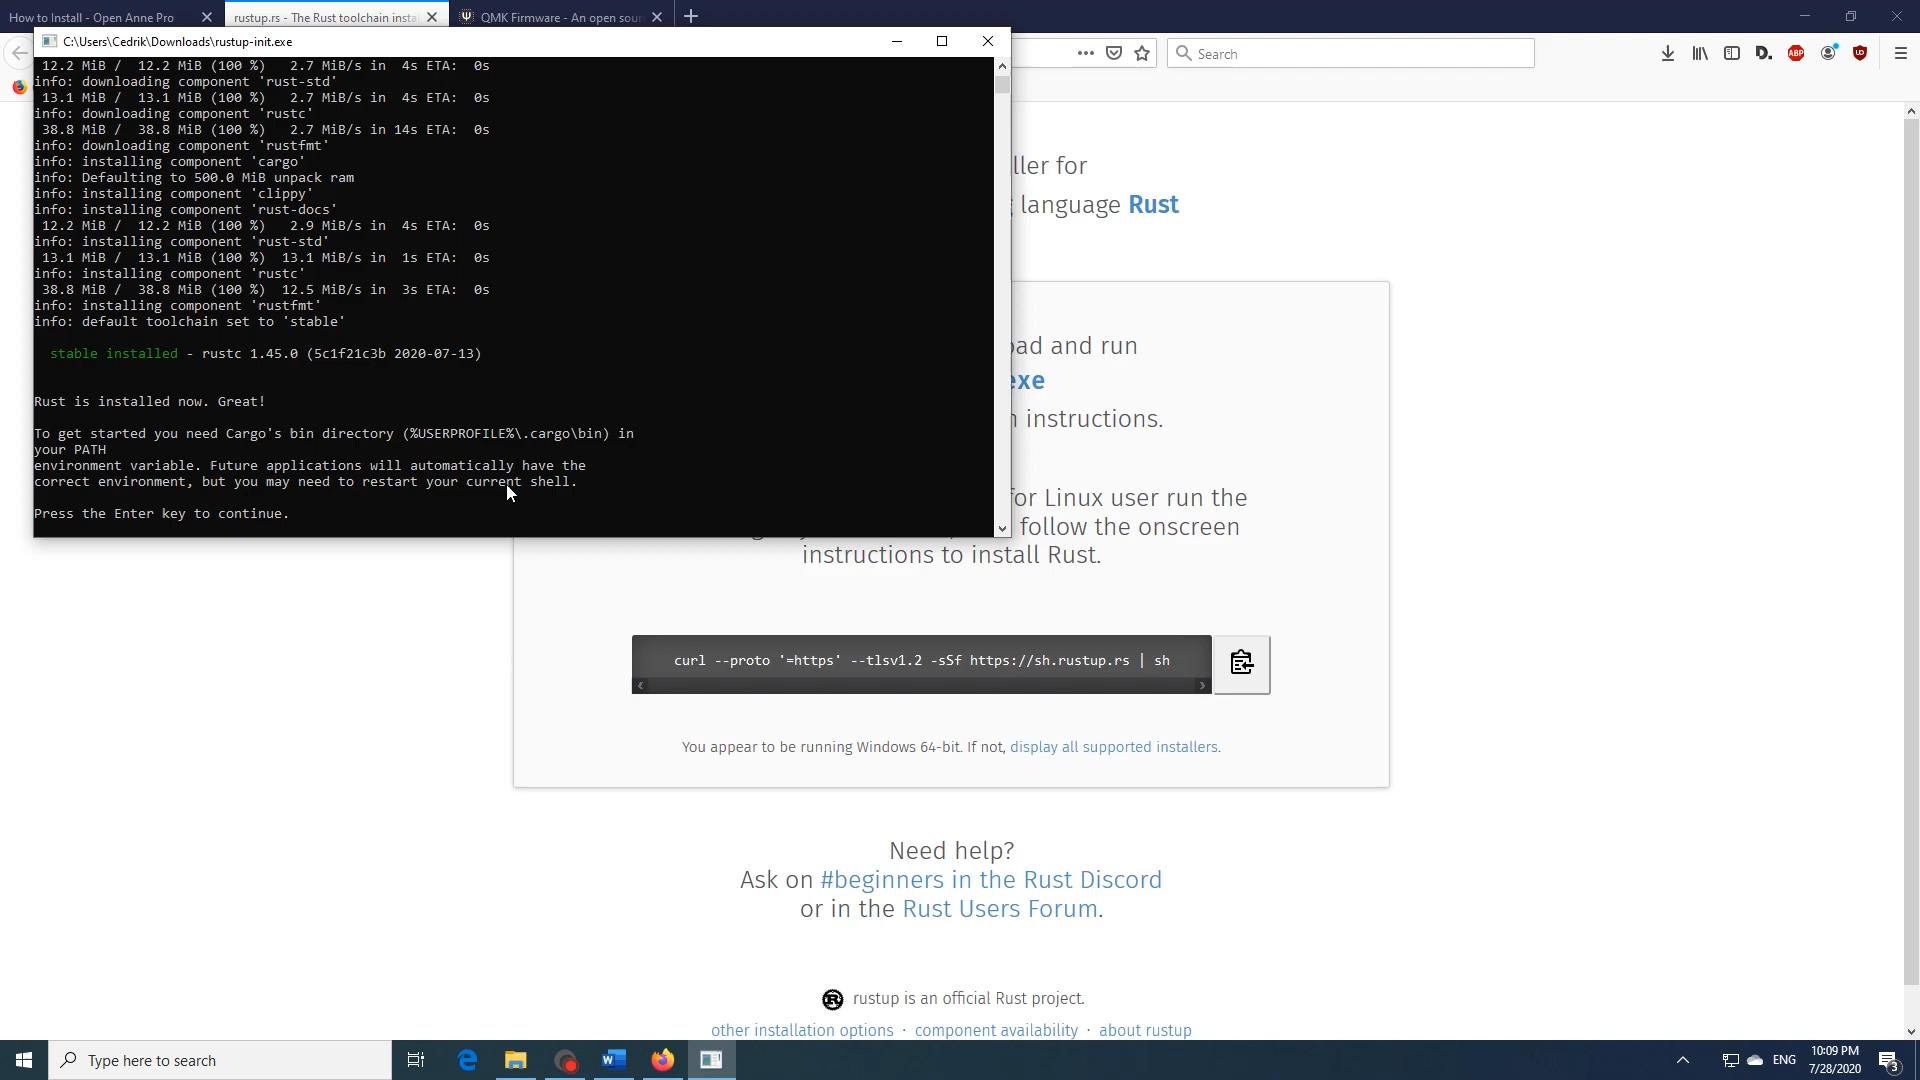 How to Install - Open Anne Pro
rustup.rs - The Rust toolchain insta
QMK Firmware - An open sour
C:\Users\Cedrik\Downloads\rustup-init.exe
Search
12.2 MiB / 12.2 MiB (100 %) 2.7 MiB/s in 4s ETA: 0s
info: downloading component 'rust-std'
13.1 MiB / 13.1 MiB (100 %) 2.7 MiB/s in 4s ETA: 0s
info: downloading component 'rustc'
38.8 MiB / 38.8 MiB (100 %) 2.7 MiB/s in 14s ETA: 0s
info: downloading component 'rustfmt'
info: installing component 'cargo'
info: Defaulting to 500.0 MiB unpack ram
info: installing component 'clippy'
info: installing component 'rust-docs'
12.2 MiB / 12.2 MiB (100 %) 2.9 MiB/s in 4s ETA: 0s
info: installing component 'rust-std'
13.1 MiB / 13.1 MiB (100 %) 13.1 MiB/s in 1s ETA: 0s
info: installing component 'rustc'
38.8 MiB / 38.8 MiB (100 %) 12.5 MiB/s in 3s ETA: 0s
info: installing component 'rustfmt'
info: default toolchain set to 'stable'
stable installed - rustc 1.45.0 (5c1f21c3b 2020-07-13)
Rust is installed now. Great!
To get started you need Cargo's bin directory (%USERPROFILE%\.cargo\bin) in
your PATH
environment variable. Future applications will automatically have the
correct environment, but you may need to restart your current shell.
Press the Enter key to continue.
ller for
language Rust
ad and run
exe
instructions.
for Linux user run the
follow the onscreen
instructions to install Rust.
curl --proto '=https' --tlsv1.2 -sSf https://sh.rustup.rs | sh
You appear to be running Windows 64-bit. If not, display all supported installers.
Need help?
Ask on #beginners in the Rust Discord
or in the Rust Users Forum.
rustup is an official Rust project.
other installation options · component availability · about rustup
Type here to search
ENG
10:09 PM
7/28/2020
3